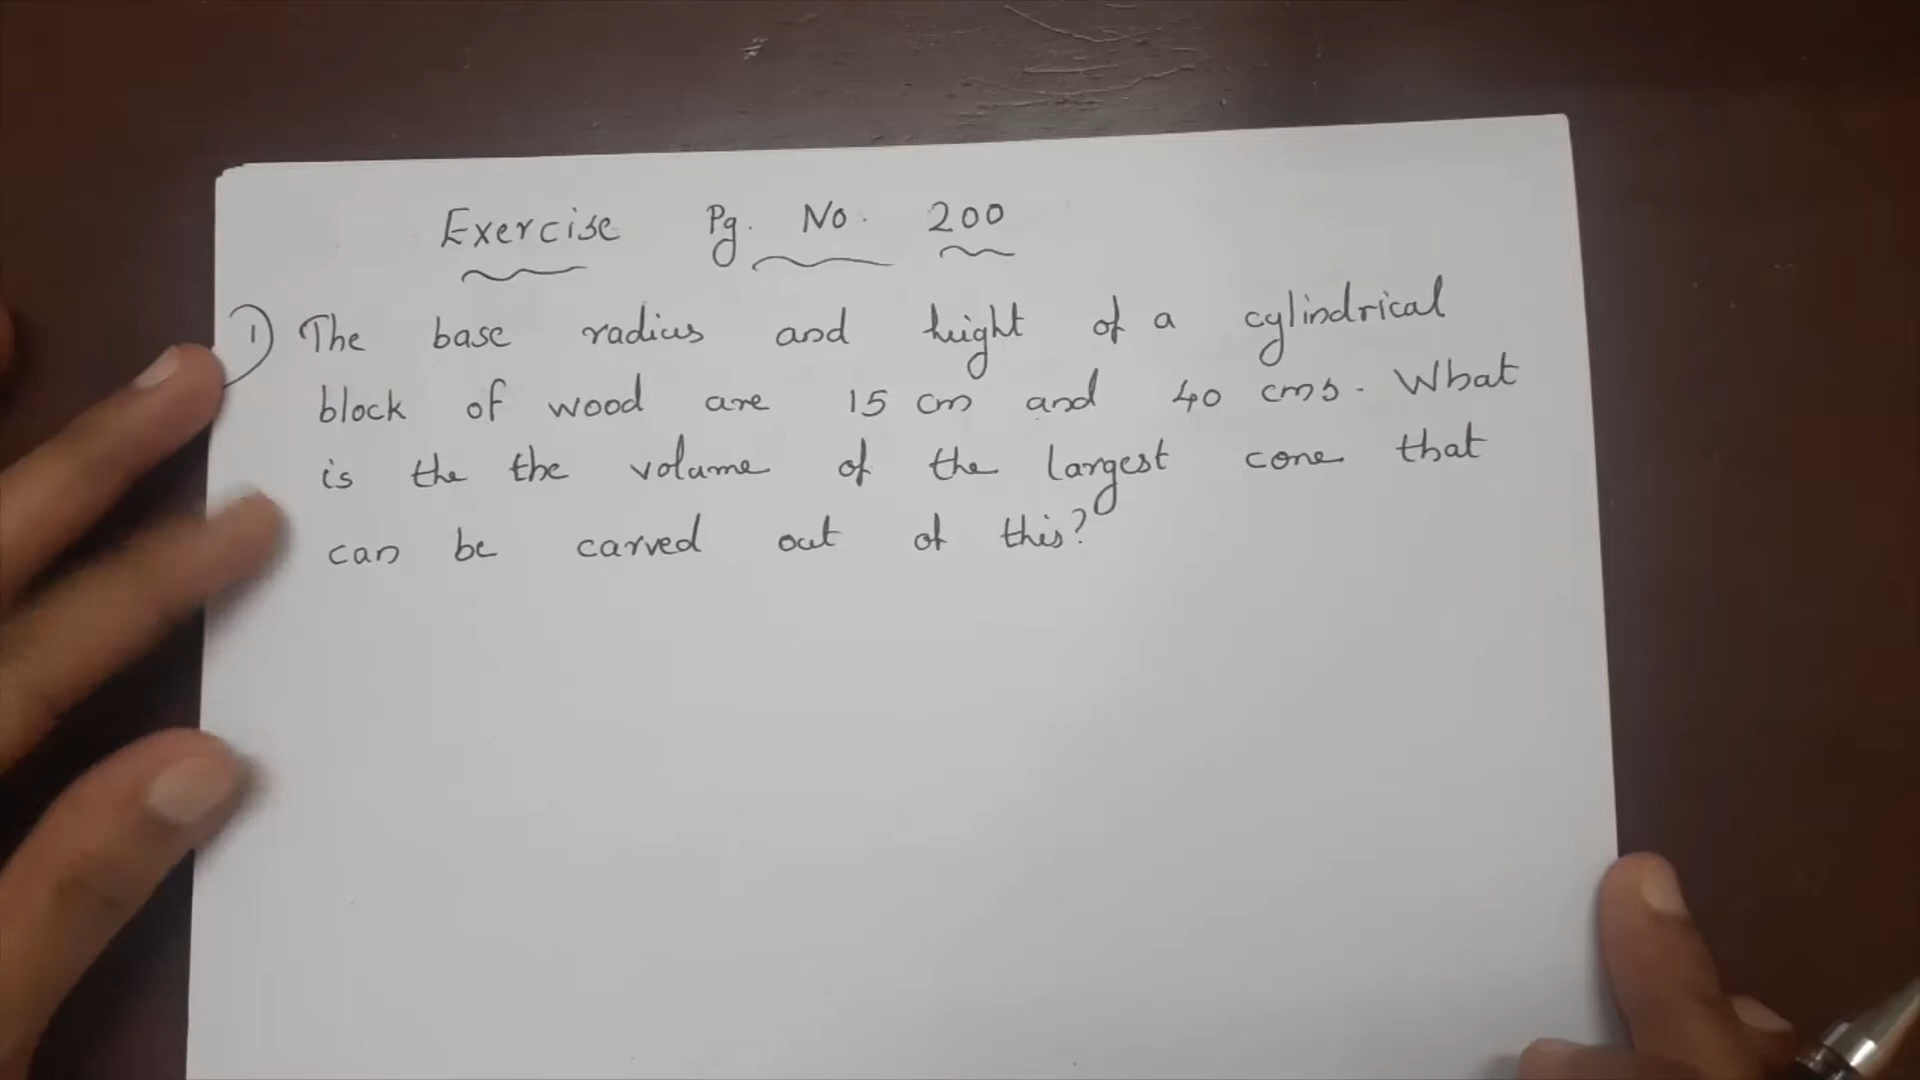 Exercise Pg. No. 200
1) The base radius and height of a cylindrical
block of wood are 15 cm and 40 cms. What
is the the volume of the largest cone that
can be carved out of this?